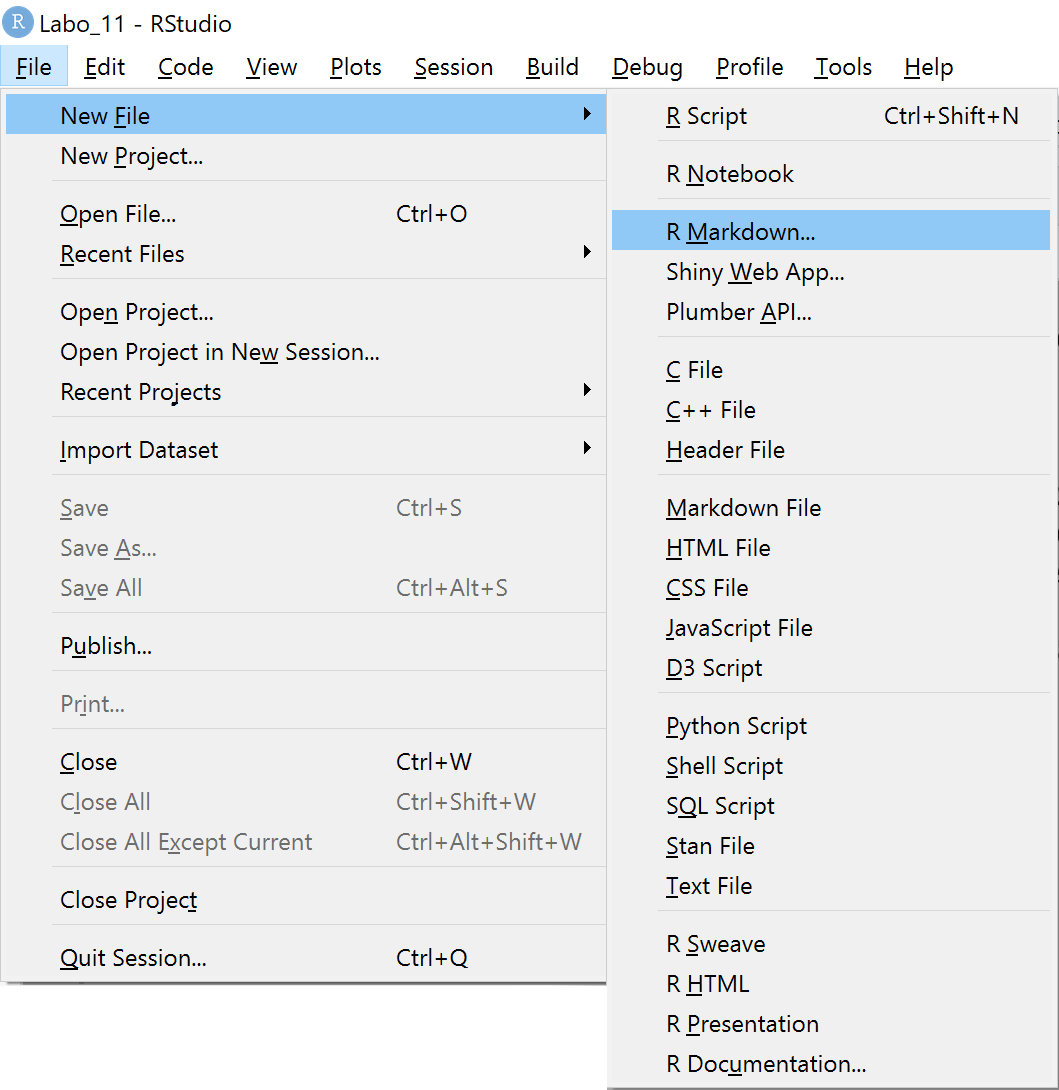 R Labo_11 - RStudio
File Edit Code View Plots Session Build Debug Profile Tools Help
New File
New Project...
Open File... Ctrl+O
Recent Files
Open Project...
Open Project in New Session...
Recent Projects
Import Dataset
Save Ctrl+S
Save As...
Save All Ctrl+Alt+S
Publish...
Print...
Close Ctrl+W
Close All Ctrl+Shift+W
Close All Except Current Ctrl+Alt+Shift+W
Close Project
Quit Session... Ctrl+Q
R Script Ctrl+Shift+N
R Notebook
R Markdown...
Shiny Web App...
Plumber API...
C File
C++ File
Header File
Markdown File
HTML File
CSS File
JavaScript File
D3 Script
Python Script
Shell Script
SQL Script
Stan File
Text File
R Sweave
R HTML
R Presentation
R Documentation...